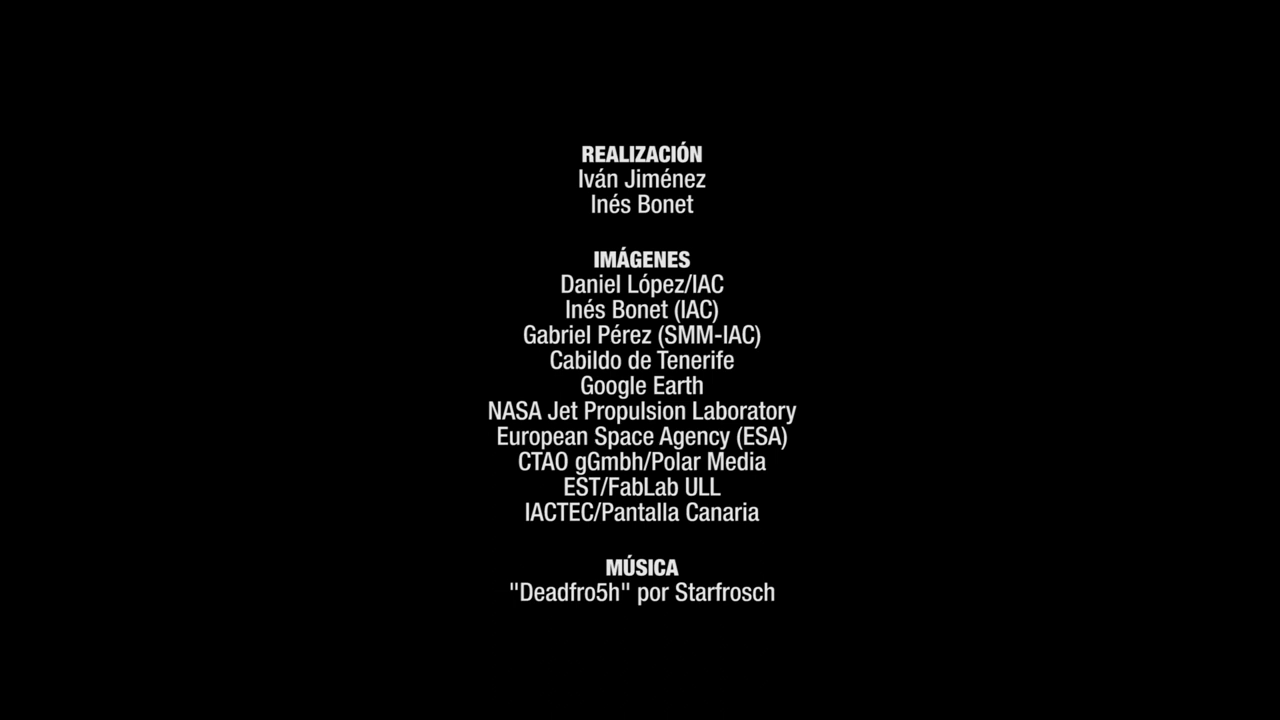 REALIZACIÓN
Iván Jiménez
Inés Bonet
IMÁGENES
Daniel López/IAC
Inés Bonet (IAC)
Gabriel Pérez (SMM-IAC)
Cabildo de Tenerife
Google Earth
NASA Jet Propulsion Laboratory
European Space Agency (ESA)
CTAO gGmbh/Polar Media
EST/FabLab ULL
IACTEC/Pantalla Canaria
MÚSICA
"Deadfro5h" por Starfrosch